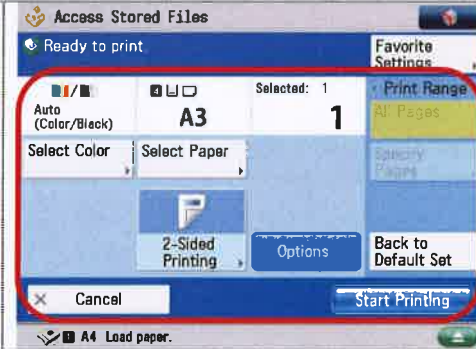 Access Stored Files
Ready to print
Favorite
Settings
Auto
(Color/Black)
4
A3
Selected: 1
1
Print Range
All Pages
Select Color
Select Paper
Specify
Pages
2-Sided
Printing
Options
Back to
Default Set
Cancel
Start Printing
A4 Load paper.